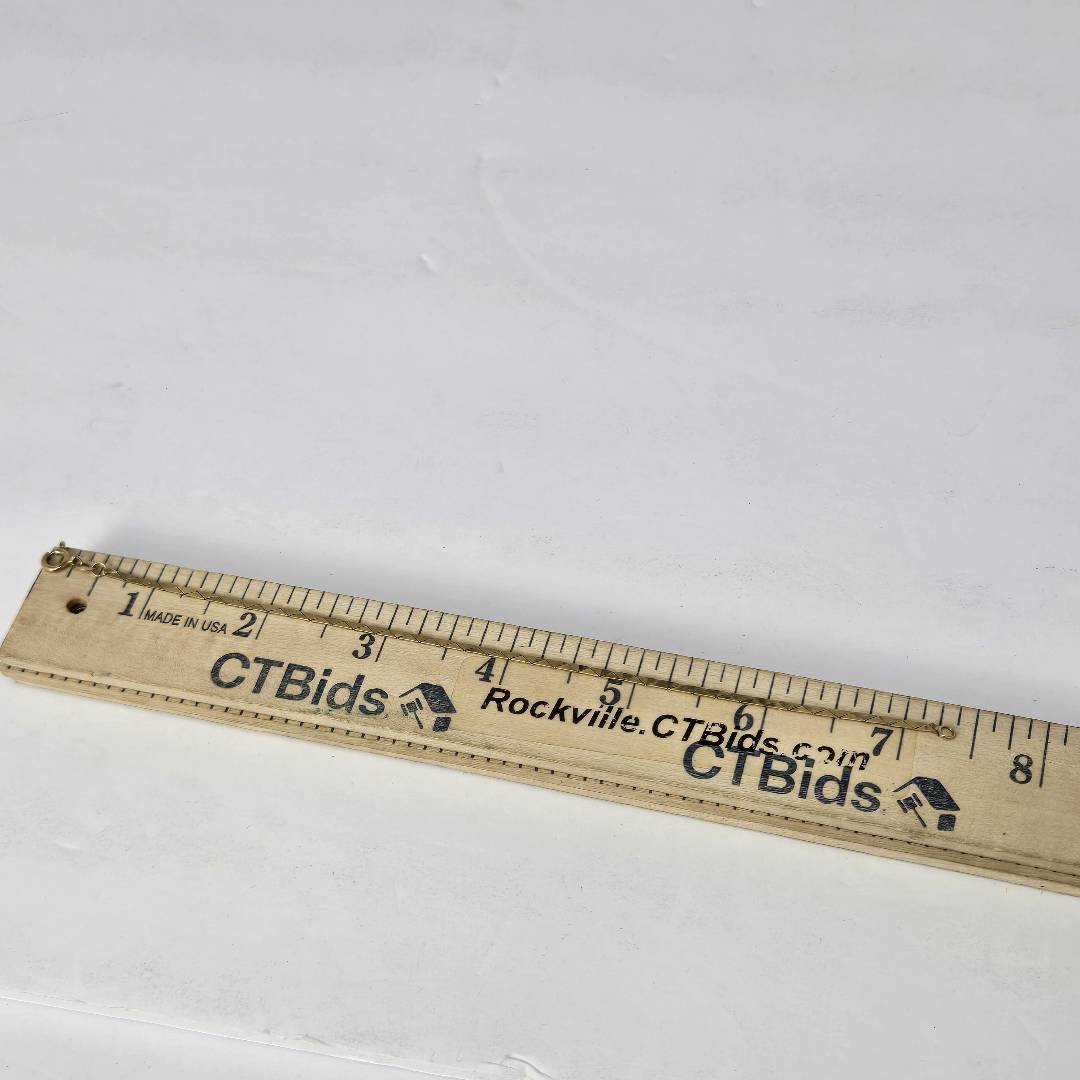 1 2 3 4 5 6 7 8
MADE IN USA
CTBids
Rockville.CTBids.com
CTBids